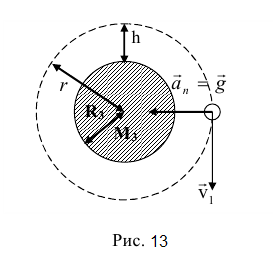 h
r
a⃗ₙ = g⃗
R₃
M₃
v⃗₁
Рис. 13